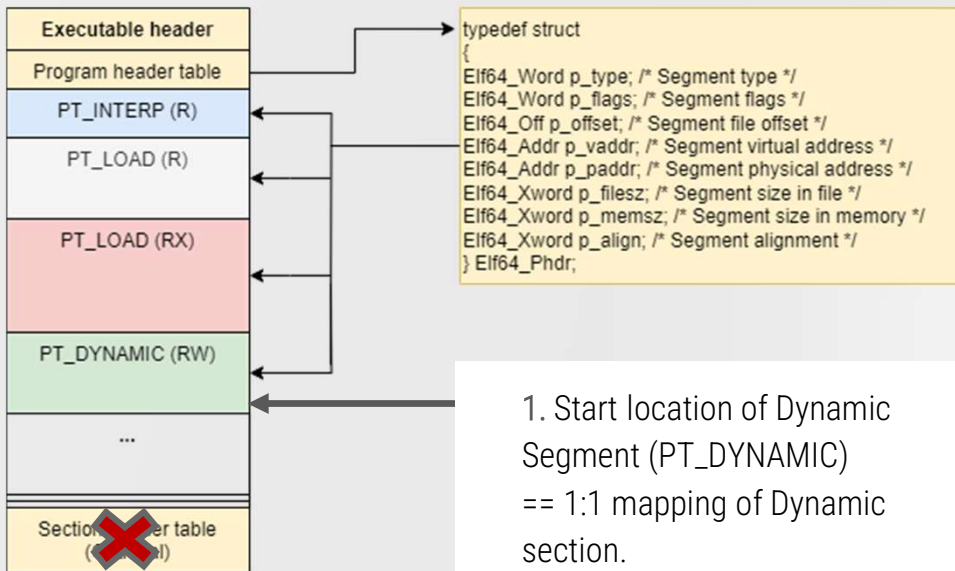 Executable header
Program header table
PT_INTERP (R)
PT_LOAD (R)
PT_LOAD (RX)
PT_DYNAMIC (RW)
...
table
typedef struct
{
Elf64_Word p_type; /* Segment type */
Elf64_Word p_flags; /* Segment flags */
Elf64_Off p_offset; /* Segment file offset */
Elf64_Addr p_vaddr; /* Segment virtual address */
Elf64_Addr p_paddr; /* Segment physical address */
Elf64_Xword p_filesz; /* Segment size in file */
Elf64_Xword p_memsz; /* Segment size in memory */
Elf64_Xword p_align; /* Segment alignment */
} Elf64_Phdr;
1. Start location of Dynamic
Segment (PT_DYNAMIC)
== 1:1 mapping of Dynamic
section.